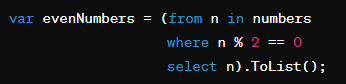 var evenNumbers = (from n in numbers
where n % 2 == 0
select n).ToList();